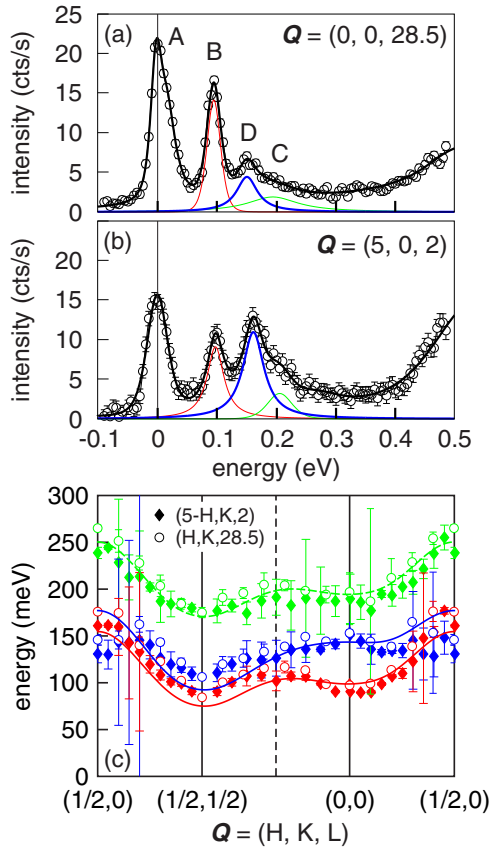 (a)
A
B
D
C
Q = (0, 0, 28.5)
intensity (cts/s)
25
20
15
10
5
0
(b)
Q = (5, 0, 2)
intensity (cts/s)
20
15
10
5
0
-0.1 0 0.1 0.2 0.3 0.4 0.5
energy (eV)
300
250
200
150
100
50
0
energy (meV)
(5-H,K,2)
(H,K,28.5)
(c)
(1/2,0) (1/2,1/2) (0,0) (1/2,0)
Q = (H, K, L)